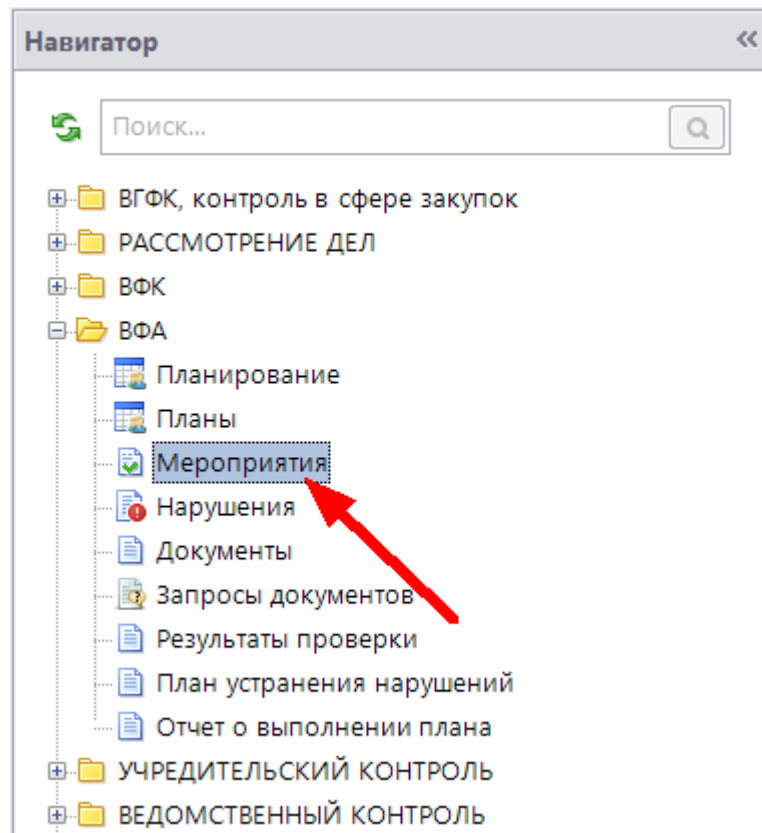 Навигатор
Поиск...
ВГФК, контроль в сфере закупок
РАССМОТРЕНИЕ ДЕЛ
ВФК
ВФА
Планирование
Планы
Мероприятия
Нарушения
Документы
Запросы документов
Результаты проверки
План устранения нарушений
Отчет о выполнении плана
УЧРЕДИТЕЛЬСКИЙ КОНТРОЛЬ
ВЕДОМСТВЕННЫЙ КОНТРОЛЬ